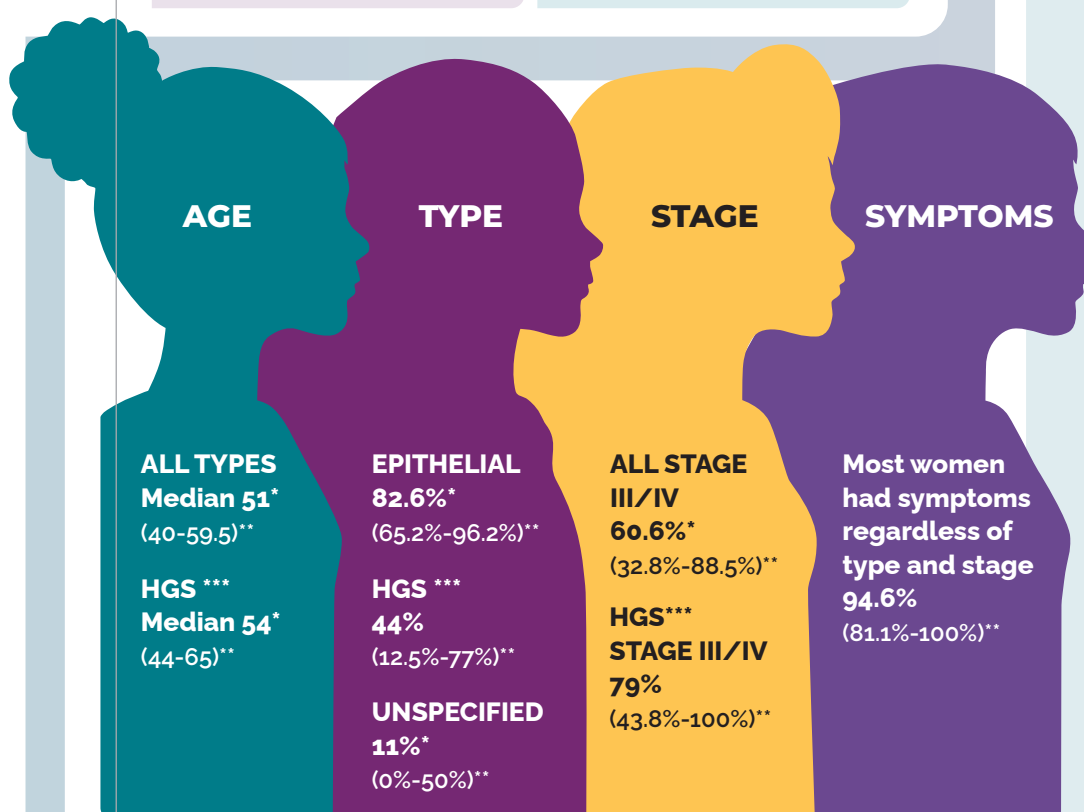 AGE
ALL TYPES
Median 51*
(40-59.5)**
HGS ***
Median 54*
(44-65)**
TYPE
EPITHELIAL
82.6%*
(65.2%-96.2%)**
HGS ***
44%
(12.5%-77%)**
UNSPECIFIED
11%*
(0%-50%)**
STAGE
ALL STAGE
III/IV
60.6%*
(32.8%-88.5%)**
HGS***
STAGE III/IV
79%
(43.8%-100%)**
SYMPTOMS
Most women
had symptoms
regardless of
type and stage
94.6%
(81.1%-100%)**